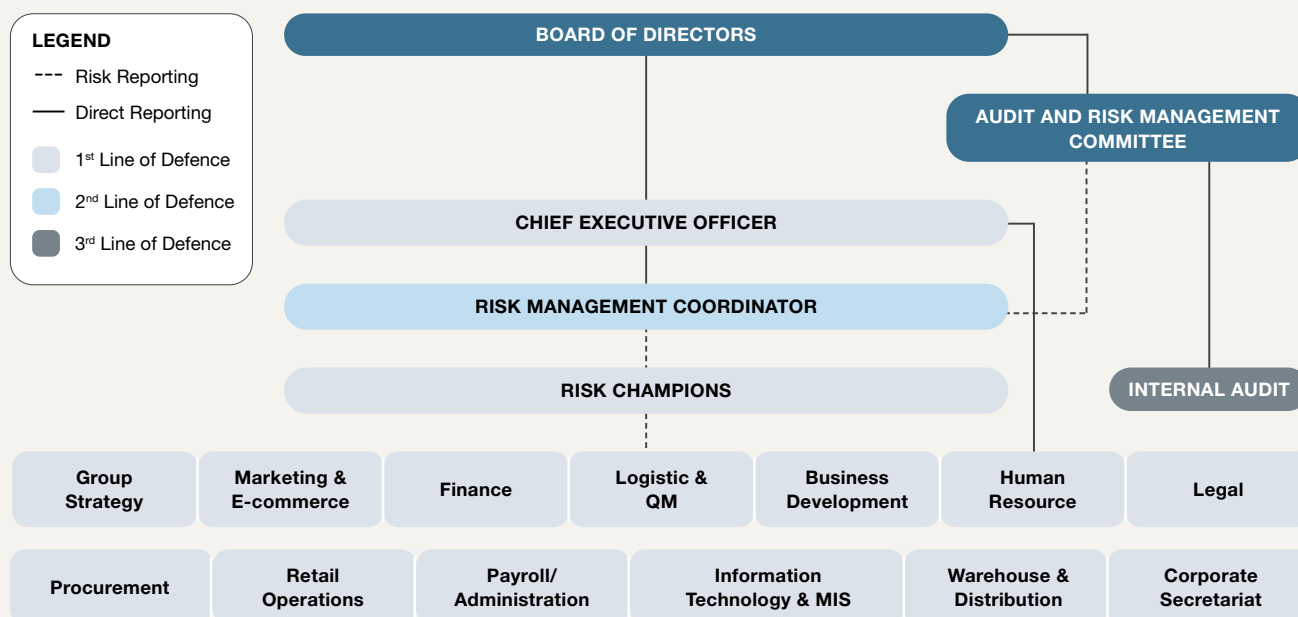 LEGEND
Risk Reporting
Direct Reporting
1st Line of Defence
2nd Line of Defence
3rd Line of Defence
BOARD OF DIRECTORS
AUDIT AND RISK MANAGEMENT
COMMITTEE
CHIEF EXECUTIVE OFFICER
RISK MANAGEMENT COORDINATOR
RISK CHAMPIONS
INTERNAL AUDIT
Group
Strategy
Marketing &
E-commerce
Finance
Logistic &
QM
Business
Development
Human
Resource
Legal
Procurement
Retail
Operations
Payroll/
Administration
Information
Technology & MIS
Warehouse &
Distribution
Corporate
Secretariat